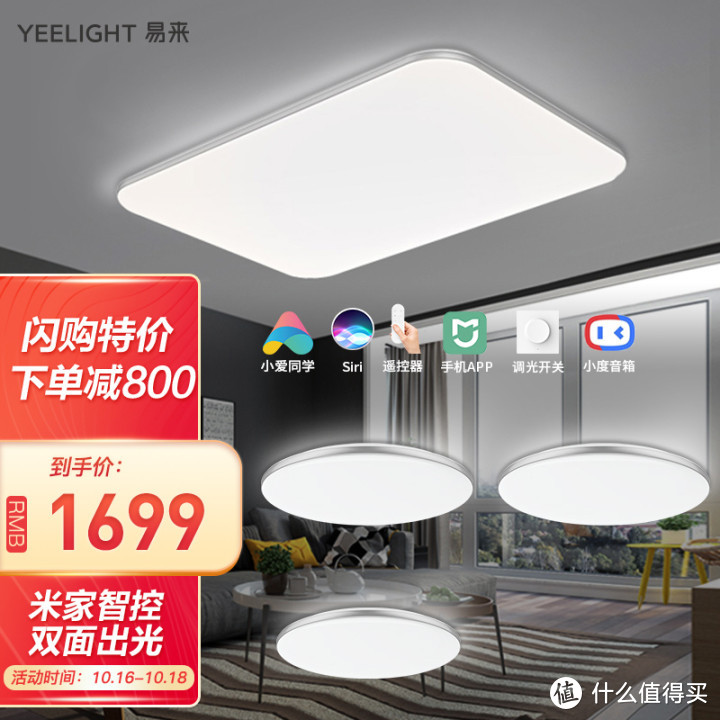 YEELIGHT 易来
小爱同学 Siri 遥控器 手机APP 调光开关 小度音箱
闪购特价
下单减800
到手价：
RMB 1699
米家智控
双面出光
活动时间：10.16-10.18
值 什么值得买